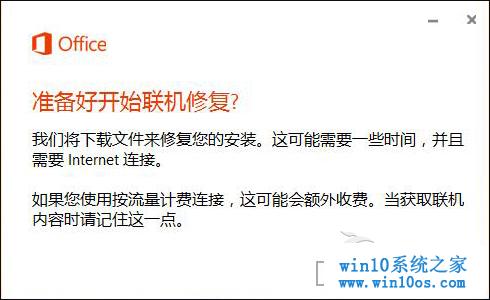 Office
准备好开始联机修复?
我们将下载文件来修复您的安装。这可能需要一些时间，并且
需要 Internet 连接。
如果您使用按流量计费连接，这可能会额外收费。当获取联机
内容时请记住这一点。
win10系统之家
www.win10os.com